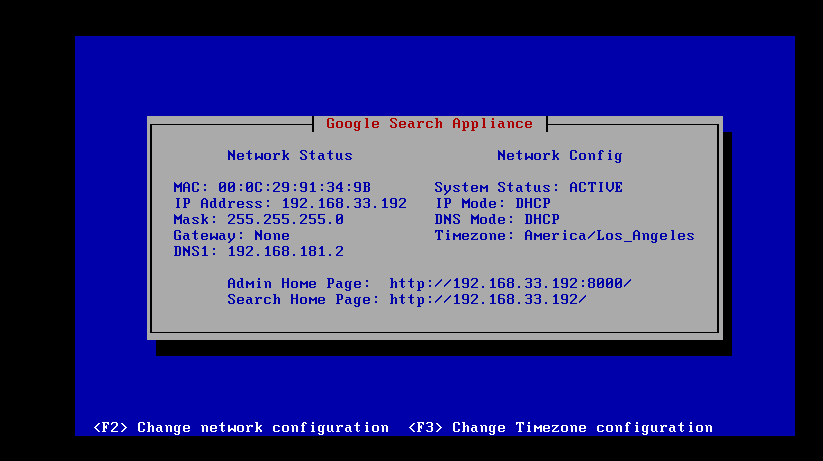 Google Search Appliance
Network Status Network Config
MAC: 00:0C:29:91:34:9B System Status: ACTIVE
IP Address: 192.168.33.192 IP Mode: DHCP
Mask: 255.255.255.0 DNS Mode: DHCP
Gateway: None Timezone: America/Los_Angeles
DNS1: 192.168.181.2
Admin Home Page: http://192.168.33.192:8000/
Search Home Page: http://192.168.33.192/
<F2> Change network configuration <F3> Change Timezone configuration